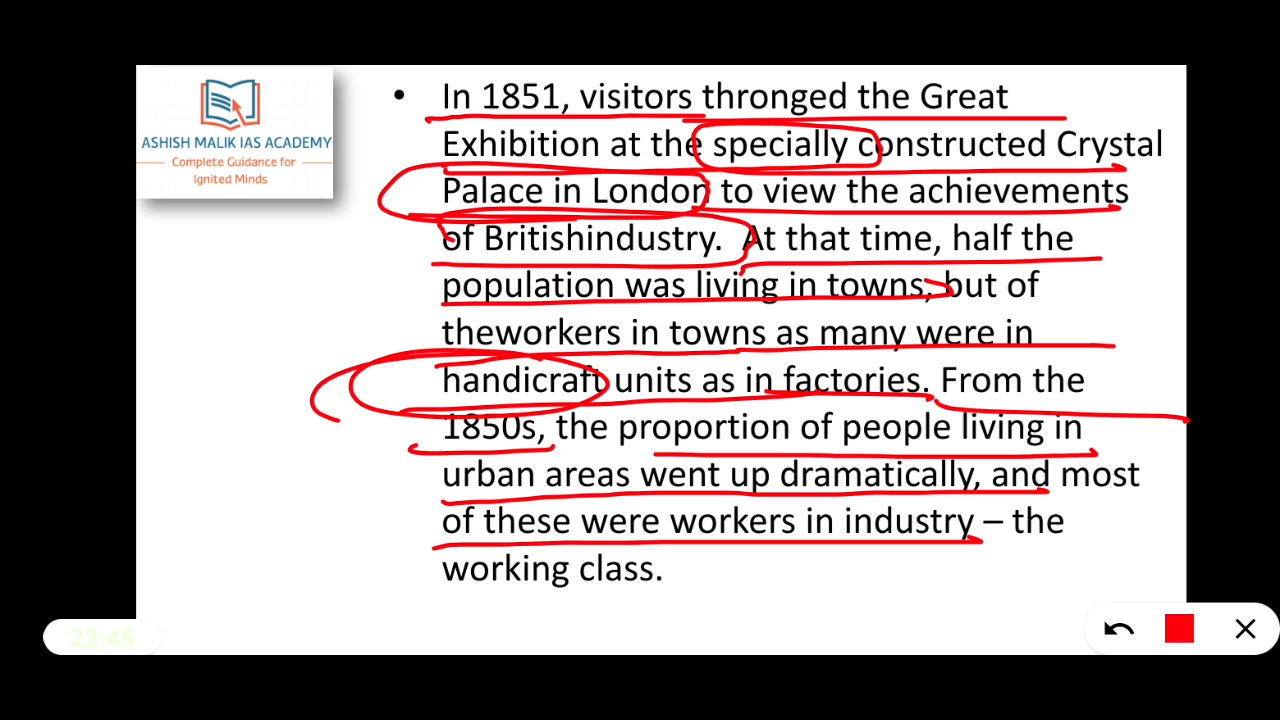 ASHISH MALIK IAS ACADEMY
Complete Guidance for
Ignited Minds
• In 1851, visitors thronged the Great
Exhibition at the specially constructed Crystal
Palace in London to view the achievements
of Britishindustry. At that time, half the
population was living in towns, but of
theworkers in towns as many were in
handicraft units as in factories. From the
1850s, the proportion of people living in
urban areas went up dramatically, and most
of these were workers in industry – the
working class.
22:45